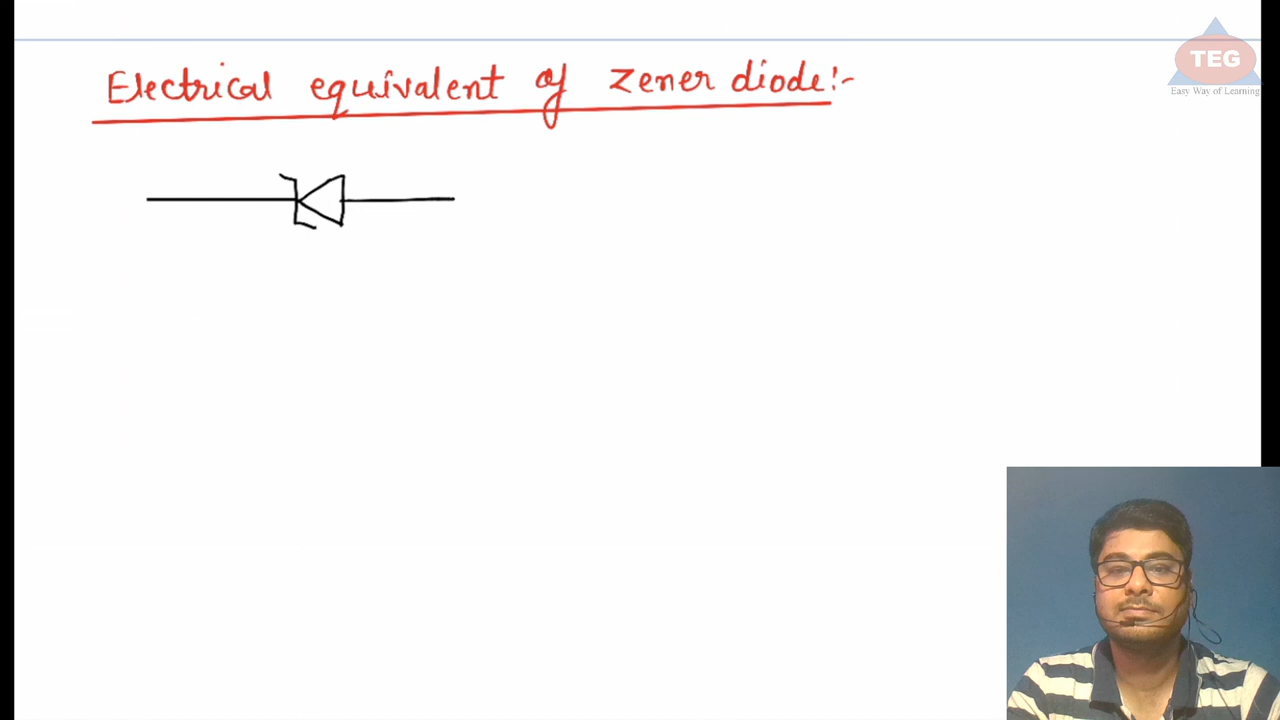 Electrical equivalent of Zener diode:-
TEG
Easy Way of Learning